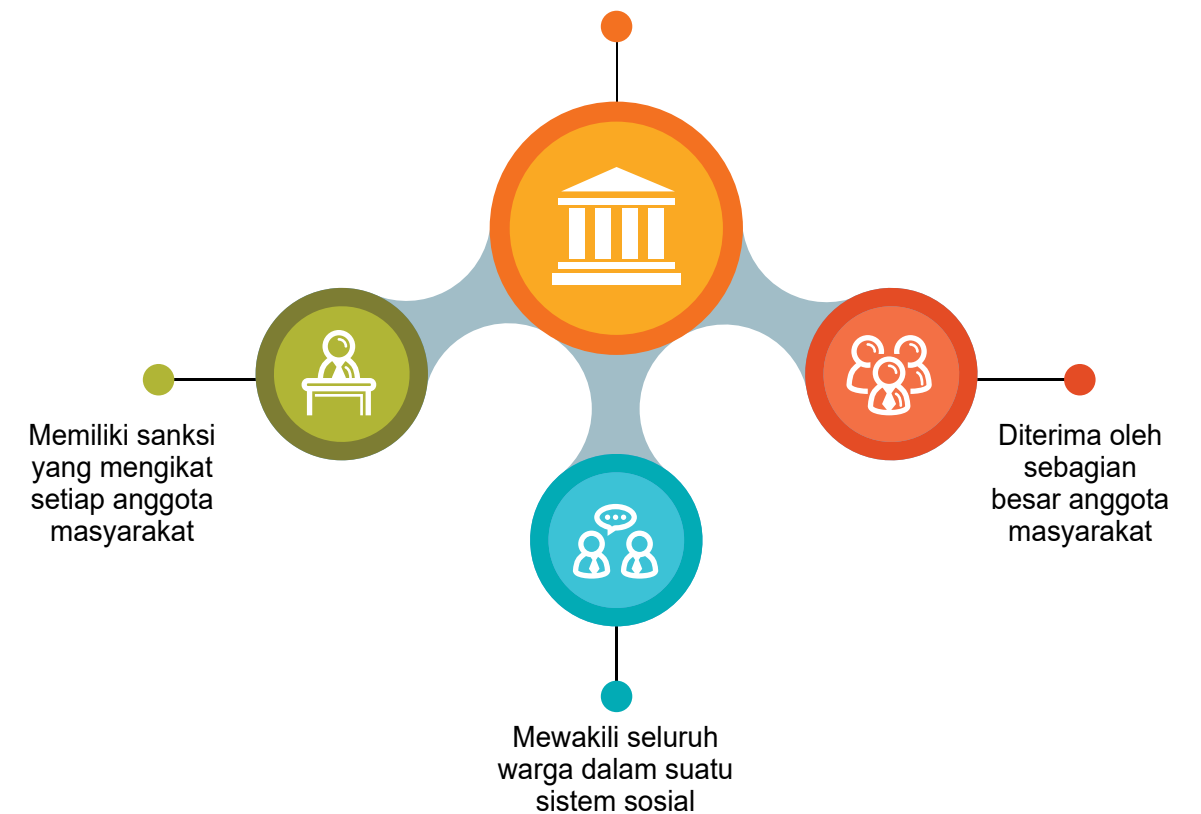 Memiliki sanksi
yang mengikat
setiap anggota
masyarakat
Diterima oleh
sebagian
besar anggota
masyarakat
Mewakili seluruh
warga dalam suatu
sistem sosial